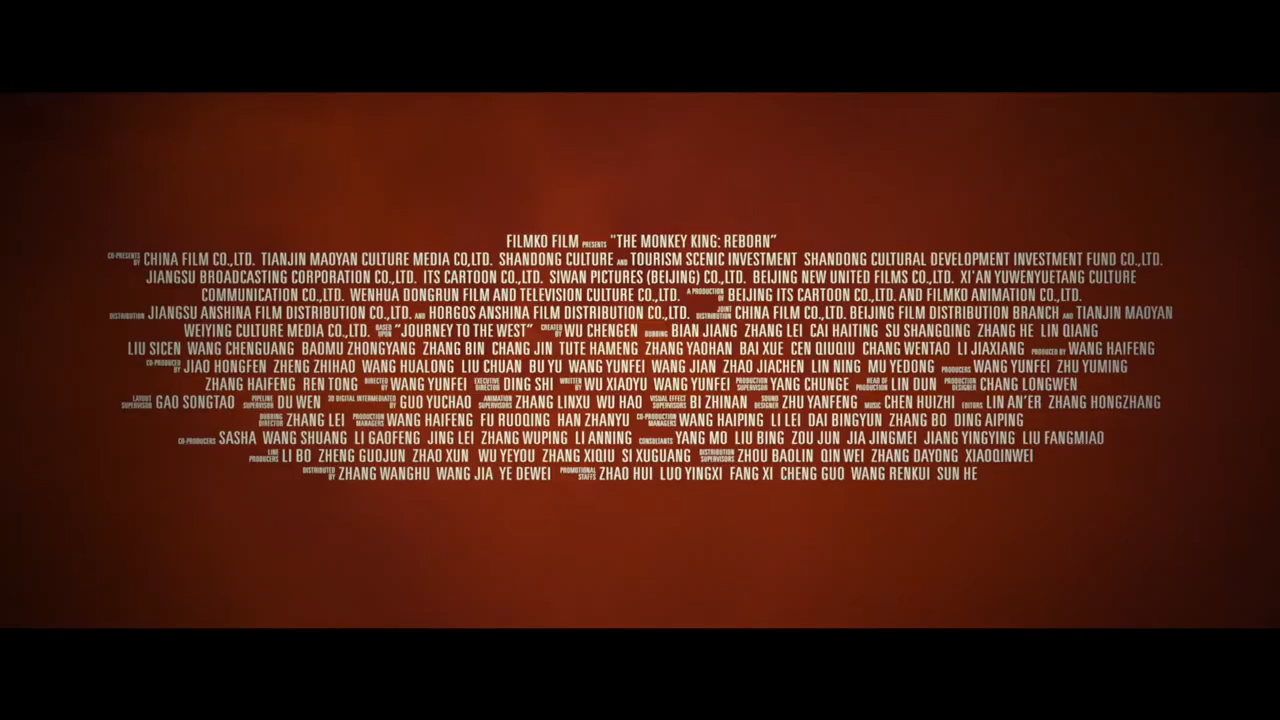 FILMKO FILM PRESENTS "THE MONKEY KING: REBORN"
CO-PRESENTS BY CHINA FILM CO.,LTD. TIANJIN MAOYAN CULTURE MEDIA CO,LTD. SHANDONG CULTURE AND TOURISM SCENIC INVESTMENT SHANDONG CULTURAL DEVELOPMENT INVESTMENT FUND CO.,LTD.
JIANGSU BROADCASTING CORPORATION CO.,LTD. ITS CARTOON CO.,LTD. SIWAN PICTURES (BEIJING) CO.,LTD. BEIJING NEW UNITED FILMS CO.,LTD. XI'AN YUWENYUETANG CULTURE
COMMUNICATION CO.,LTD. WENHUA DONGRUN FILM AND TELEVISION CULTURE CO.,LTD. A PRODUCTION OF BEIJING ITS CARTOON CO.,LTD. AND FILMKO ANIMATION CO.,LTD.
DISTRIBUTION JIANGSU ANSHINA FILM DISTRIBUTION CO.,LTD. AND HORGOS ANSHINA FILM DISTRIBUTION CO.,LTD. JOINT DISTRIBUTION CHINA FILM CO.,LTD. BEIJING FILM DISTRIBUTION BRANCH AND TIANJIN MAOYAN
WEIYING CULTURE MEDIA CO.,LTD. BASED UPON "JOURNEY TO THE WEST" CREATED BY WU CHENGEN DUBBING BIAN JIANG ZHANG LEI CAI HAITING SU SHANGQING ZHANG HE LIN QIANG
LIU SICEN WANG CHENGUANG BAOMU ZHONGYANG ZHANG BIN CHANG JIN TUTE HAMENG ZHANG YAOHAN BAI XUE CEN QIUQIU CHANG WENTAO LI JIAXIANG PRODUCER BY WANG HAIFENG
CO-PRODUCER BY JIAO HONGFEN ZHENG ZHIHAO WANG HUALONG LIU CHUAN BU YU WANG YUNFEI WANG JIAN ZHAO JIACHEN LIN NING MU YEDONG PRODUCERS WANG YUNFEI ZHU YUMING
ZHANG HAIFENG REN TONG DIRECTED BY WANG YUNFEI EXECUTIVE DIRECTOR DING SHI WRITTEN BY WU XIAOYU WANG YUNFEI PRODUCTION SUPERVISOR YANG CHUNGE HEAD OF PRODUCTION LIN DUN PRODUCTION DESIGNER CHANG LONGWEN
LAYOUT SUPERVISOR GAO SONGTAO PIPELINE SUPERVISOR DU WEN 3D DIGITAL INTERMEDIATED BY GUO YUCHAO ANIMATION SUPERVISORS ZHANG LINXU WU HAO VISUAL EFFECT SUPERVISORS BI ZHINAN SOUND DESIGNER ZHU YANFENG MUSIC CHEN HUIZHI EDITORS LIN AN'ER ZHANG HONGZHANG
DUBBING DIRECTOR ZHANG LEI PRODUCTION MANAGERS WANG HAIFENG FU RUOQING HAN ZHANYU CO-PRODUCTION MANAGERS WANG HAIPING LI LEI DAI BINGYUN ZHANG BO DING AIPING
CO-PRODUCERS SASHA WANG SHUANG LI GAOFENG JING LEI ZHANG WUPING LI ANNING CONSULTANTS YANG MO LIU BING ZOU JUN JIA JINGMEI JIANG YINGYING LIU FANGMIAO
LINE PRODUCERS LI BO ZHENG GUOJUN ZHAO XUN WU YEYOU ZHANG XIQIU SI XUGUANG DISTRIBUTION SUPERVISORS ZHOU BAOLIN QIN WEI ZHANG DAYONG XIAOQINWEI
DISTRIBUTED BY ZHANG WANGHU WANG JIA YE DEWEI PROMOTIONAL STAFFS ZHAO HUI LUO YINGXI FANG XI CHENG GUO WANG RENKUI SUN HE